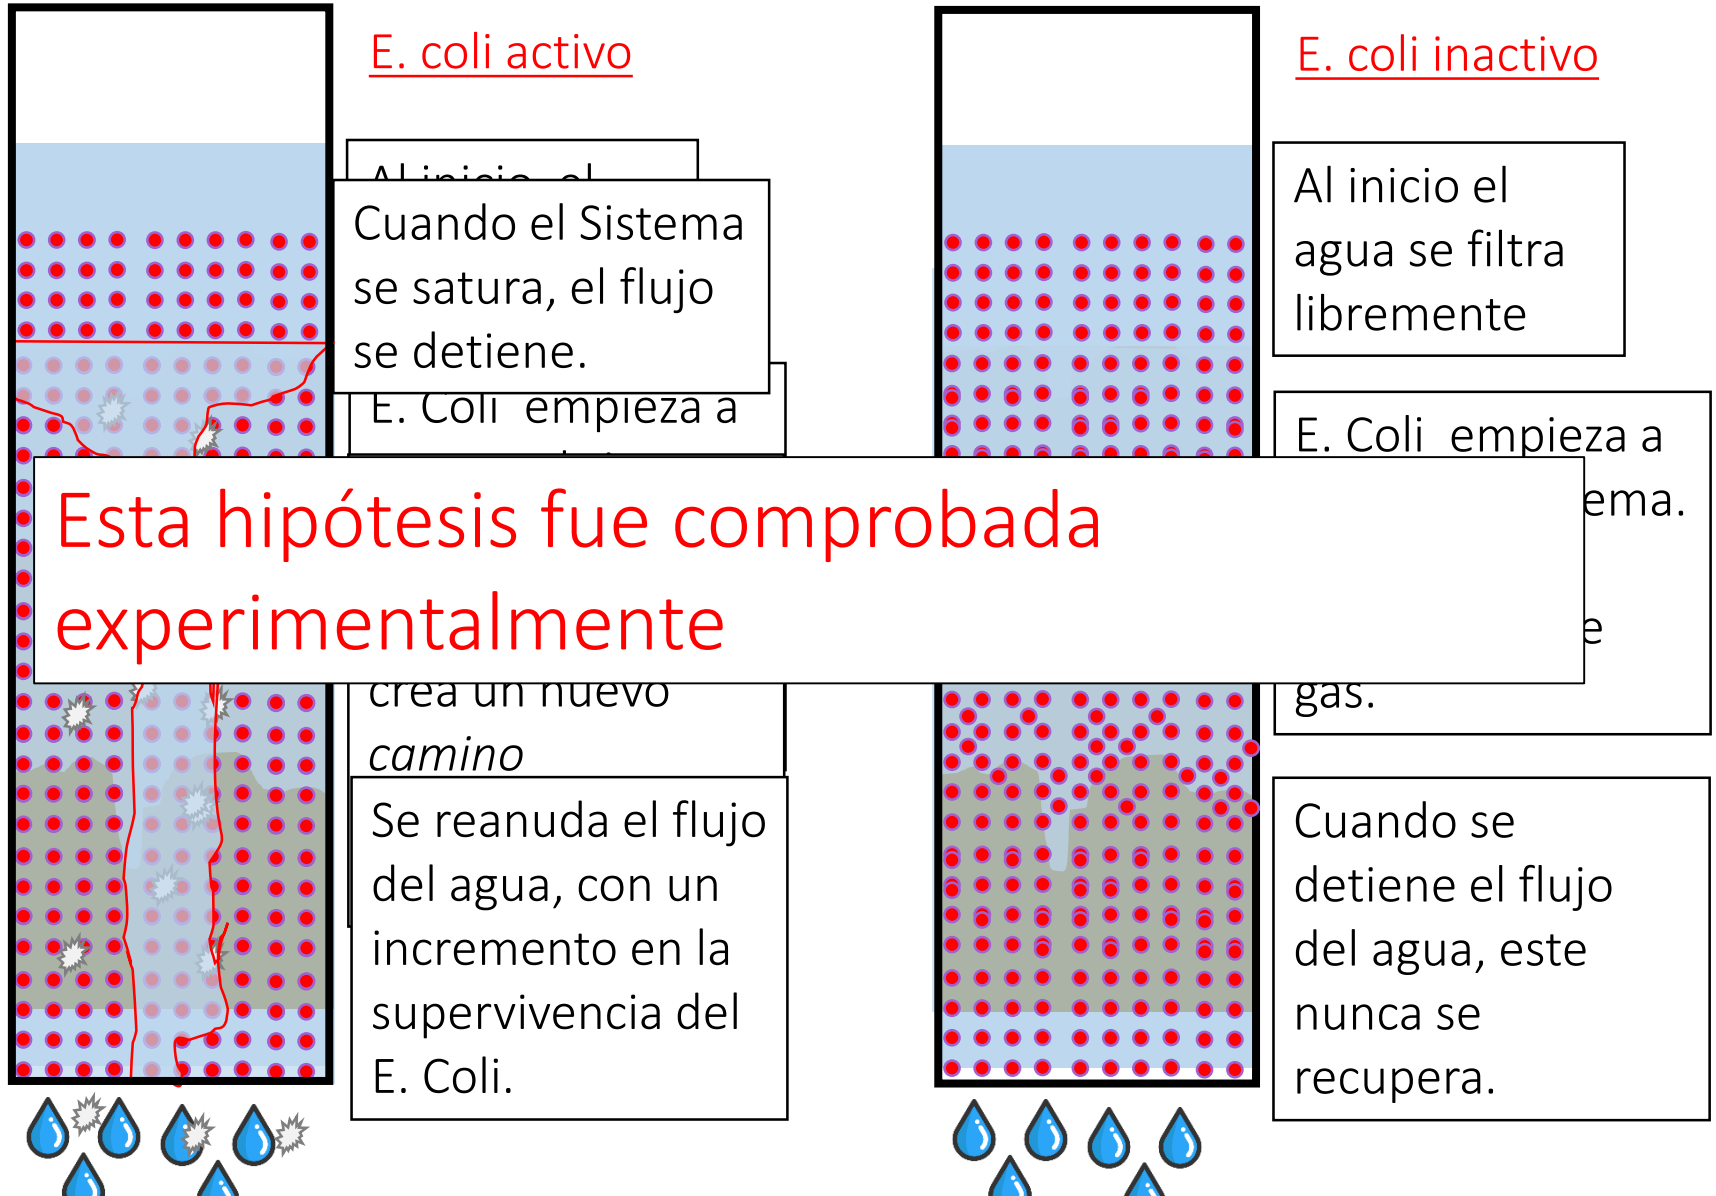 E. coli activo
Al inicio el
Cuando el Sistema
se satura, el flujo
se detiene.
E. Coli empieza a
crea un nuevo
camino
Se reanuda el flujo
del agua, con un
incremento en la
supervivencia del
E. Coli.
Esta hipótesis fue comprobada
experimentalmente
E. coli inactivo
Al inicio el
agua se filtra
libremente
E. Coli empieza a
ema.
e
gas.
Cuando se
detiene el flujo
del agua, este
nunca se
recupera.